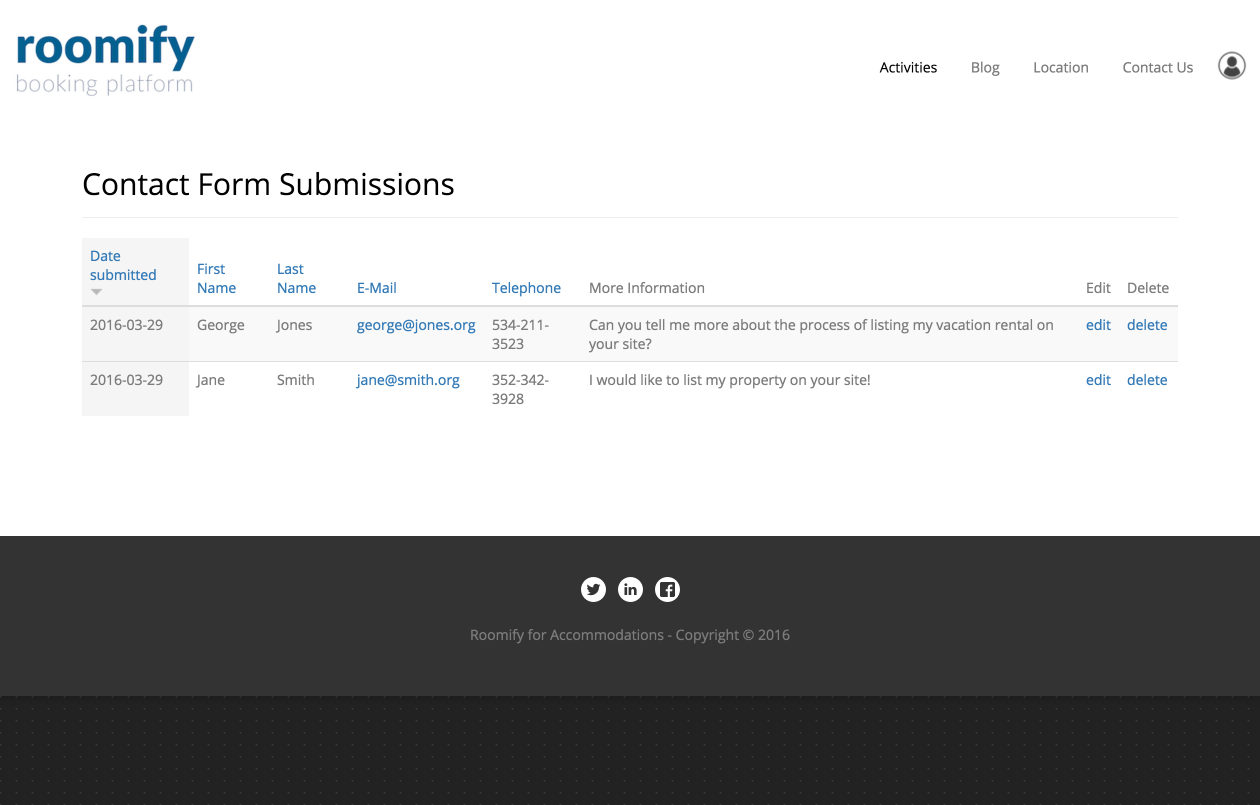 roomify
booking platform
Activities Blog Location Contact Us
Contact Form Submissions
Date
submitted
First
Name
Last
Name
E-Mail
Telephone
More Information
Edit
Delete
2016-03-29
George
Jones
george@jones.org
534-211-
3523
Can you tell me more about the process of listing my vacation rental on
your site?
edit
delete
2016-03-29
Jane
Smith
jane@smith.org
352-342-
3928
I would like to list my property on your site!
edit
delete
in
Roomify for Accommodations - Copyright © 2016